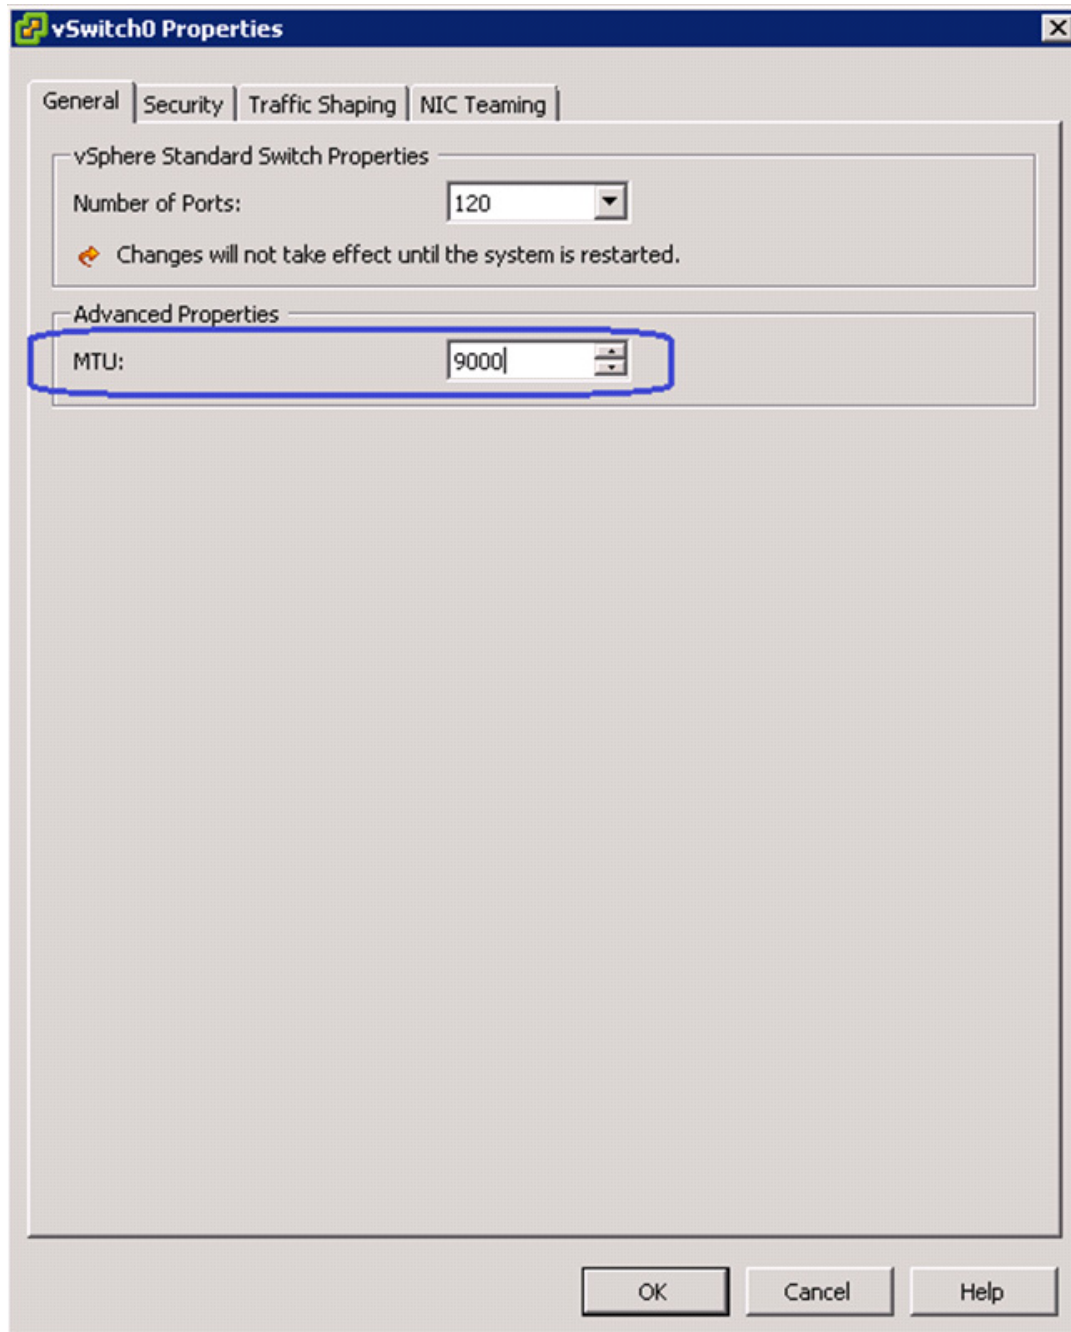 vSwitch0 Properties
General Security Traffic Shaping NIC Teaming
vSphere Standard Switch Properties
Number of Ports: 120
Changes will not take effect until the system is restarted.
Advanced Properties
MTU: 9000
OK Cancel Help